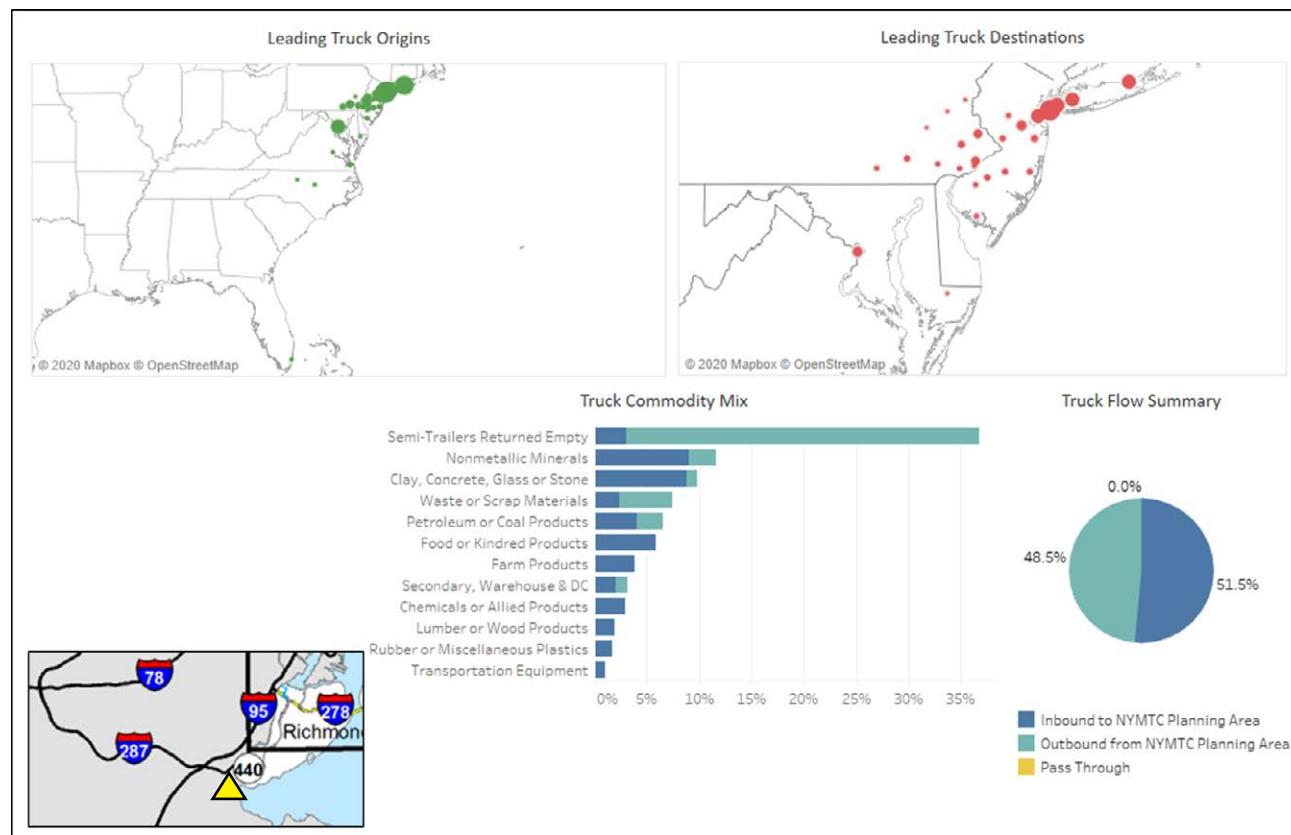 Leading Truck Origins
Leading Truck Destinations
© 2020 Mapbox © OpenStreetMap
© 2020 Mapbox © OpenStreetMap
Truck Commodity Mix
Semi-Trailers Returned Empty
Nonmetallic Minerals
Clay, Concrete, Glass or Stone
Waste or Scrap Materials
Petroleum or Coal Products
Food or Kindred Products
Farm Products
Secondary, Warehouse & DC
Chemicals or Allied Products
Lumber or Wood Products
Rubber or Miscellaneous Plastics
Transportation Equipment
0% 5% 10% 15% 20% 25% 30% 35%
Truck Flow Summary
0.0%
48.5%
51.5%
Inbound to NYMTC Planning Area
Outbound from NYMTC Planning Area
Pass Through
78
95
278
Richmon
287
440